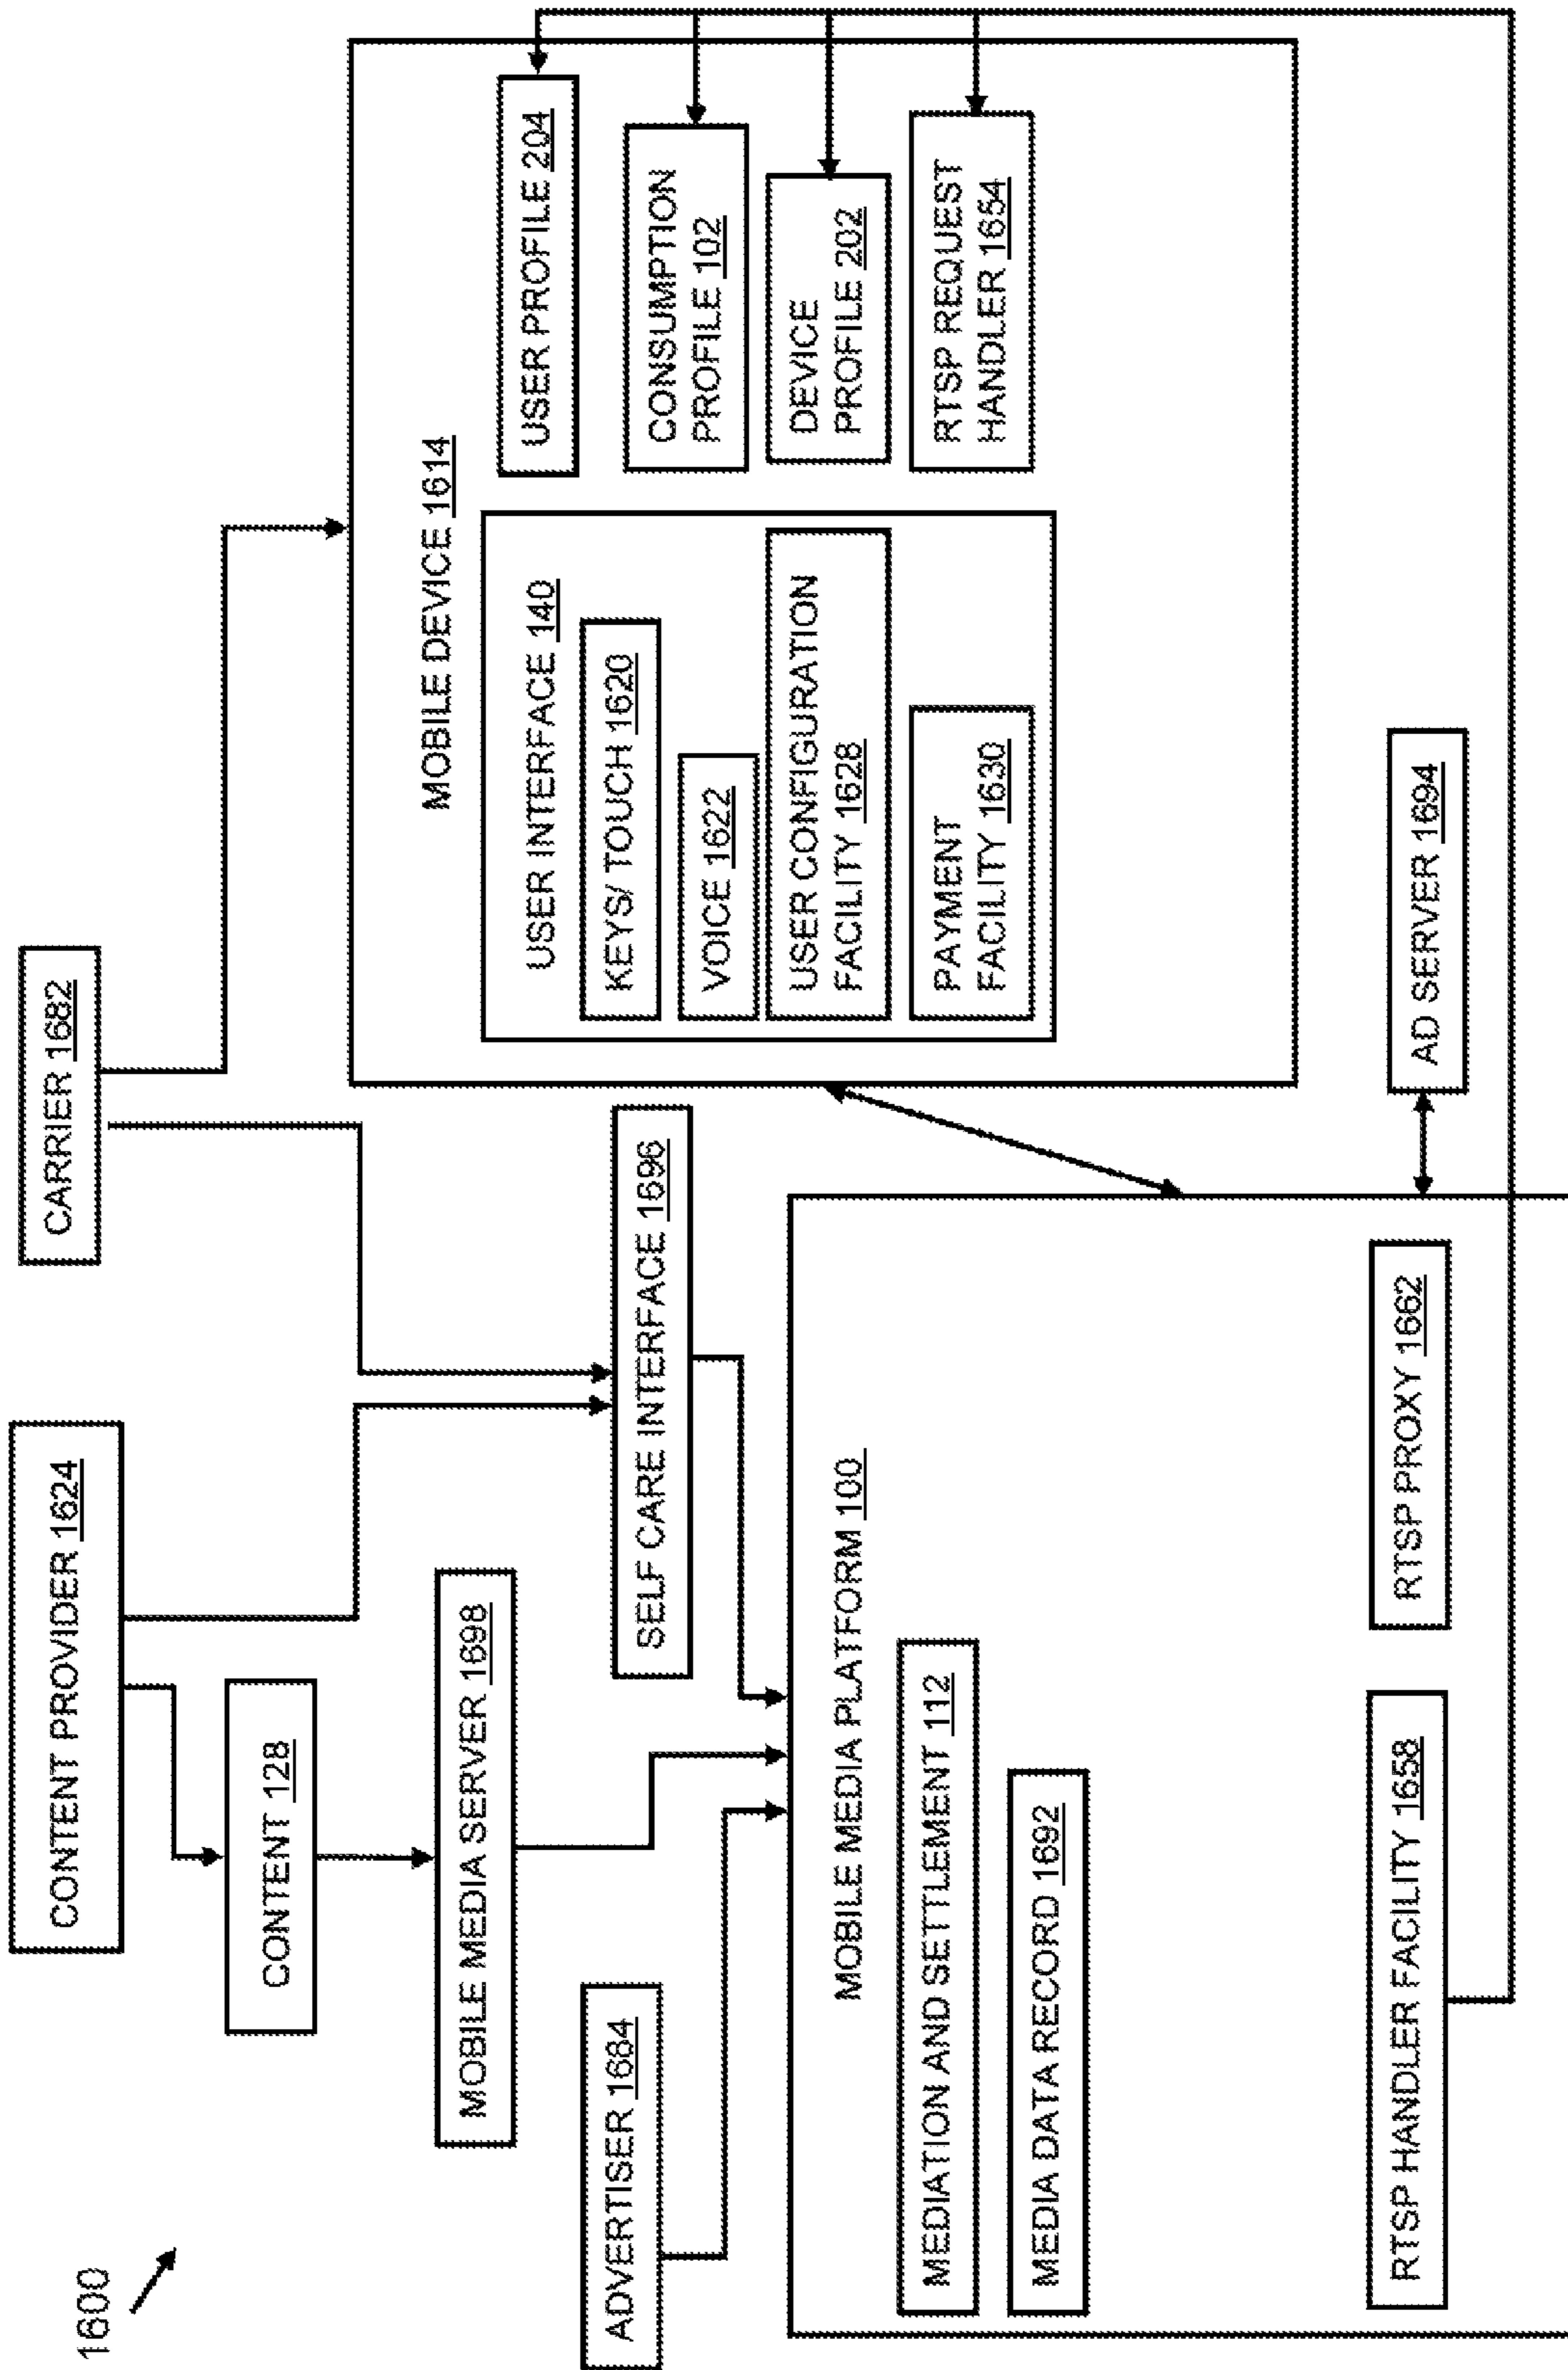 1600
CONTENT PROVIDER 1624
CARRIER 1682
CONTENT 128
MOBILE MEDIA SERVER 1698
ADVERTISER 1684
SELF CARE INTERFACE 1696
MOBILE DEVICE 1614
USER INTERFACE 140
KEYS/ TOUCH 1620
VOICE 1622
USER CONFIGURATION
FACILITY 1628
PAYMENT
FACILITY 1630
USER PROFILE 204
CONSUMPTION
PROFILE 102
DEVICE
PROFILE 202
RTSP REQUEST
HANDLER 1654
MOBILE MEDIA PLATFORM 100
MEDIATION AND SETTLEMENT 112
MEDIA DATA RECORD 1692
RTSP HANDLER FACILITY 1658
RTSP PROXY 1662
AD SERVER 1694